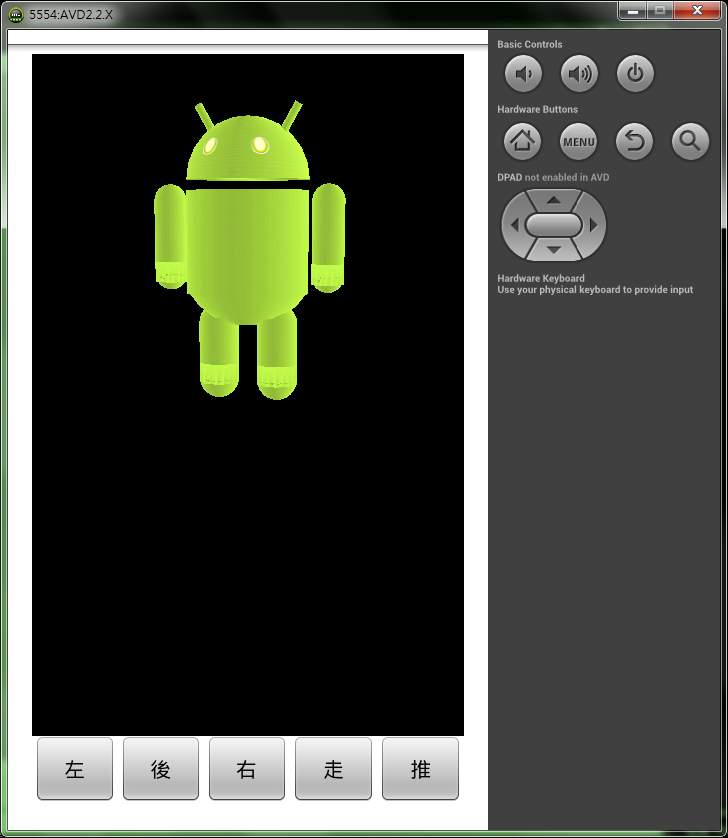 5554:AVD2.2.X
Basic Controls
Hardware Buttons
MENU
DPAD not enabled in AVD
Hardware Keyboard
Use your physical keyboard to provide input
左 後 右 走 推